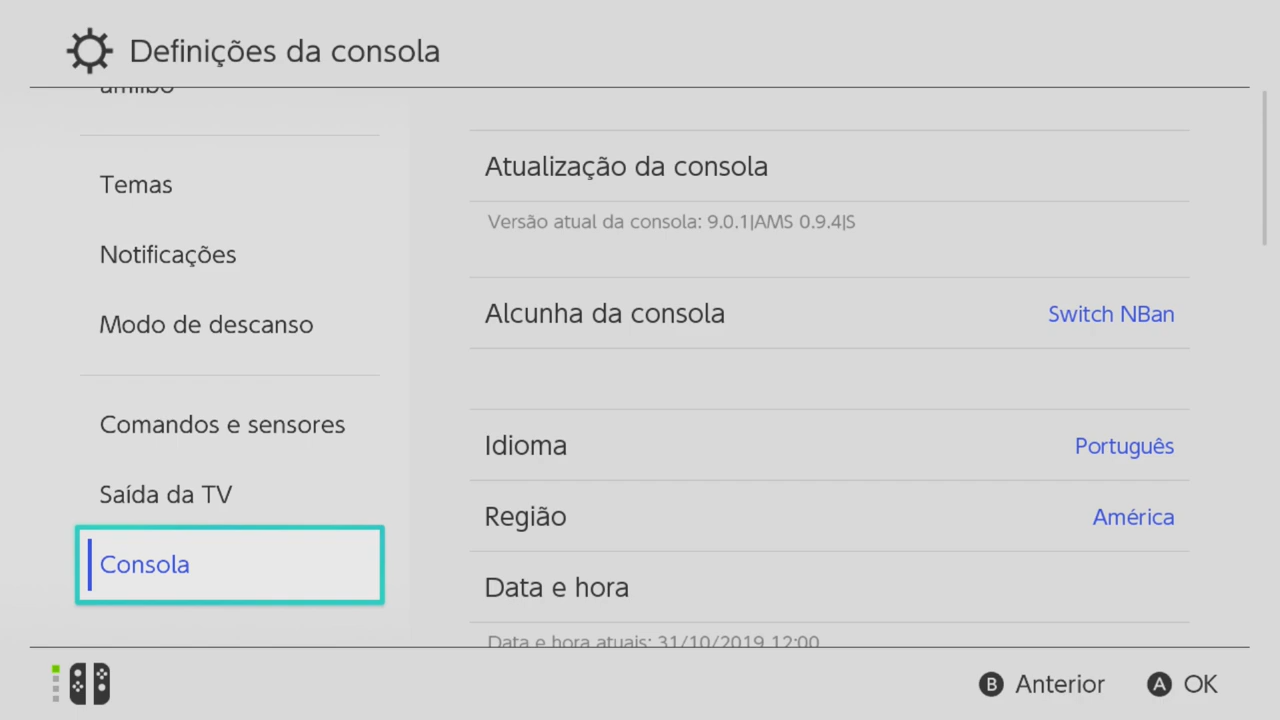 Definições da consola
amiibo
Temas
Notificações
Modo de descanso
Comandos e sensores
Saída da TV
Consola
Atualização da consola
Versão atual da consola: 9.0.1|AMS 0.9.4|S
Alcunha da consola Switch NBan
Idioma Português
Região América
Data e hora
Data e hora atuais: 31/10/2019 12:00
B Anterior A OK